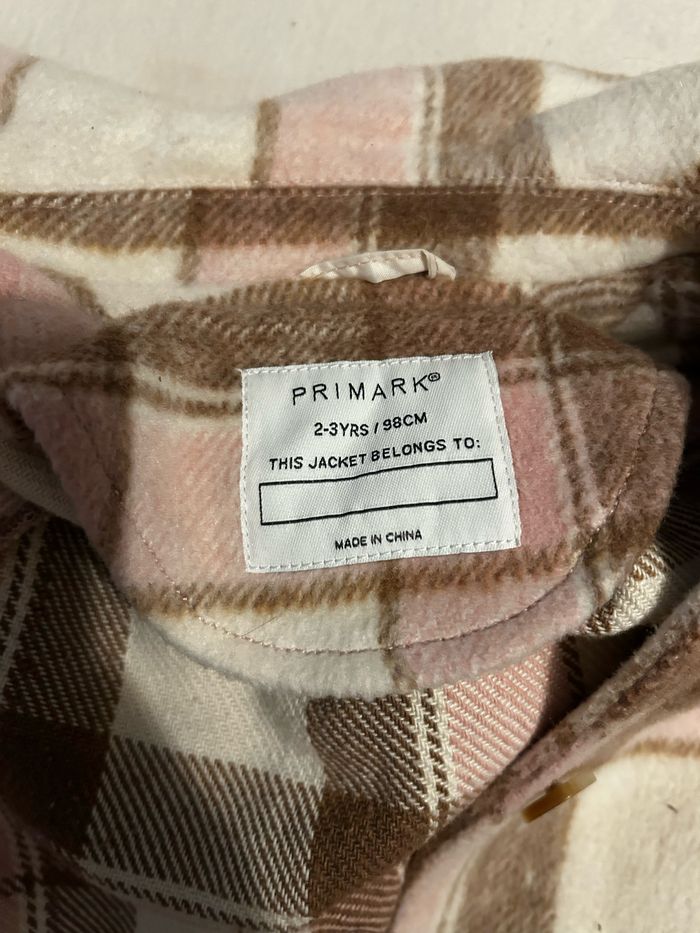 PRIMARK®
2-3YRS / 98CM
THIS JACKET BELONGS TO:
MADE IN CHINA